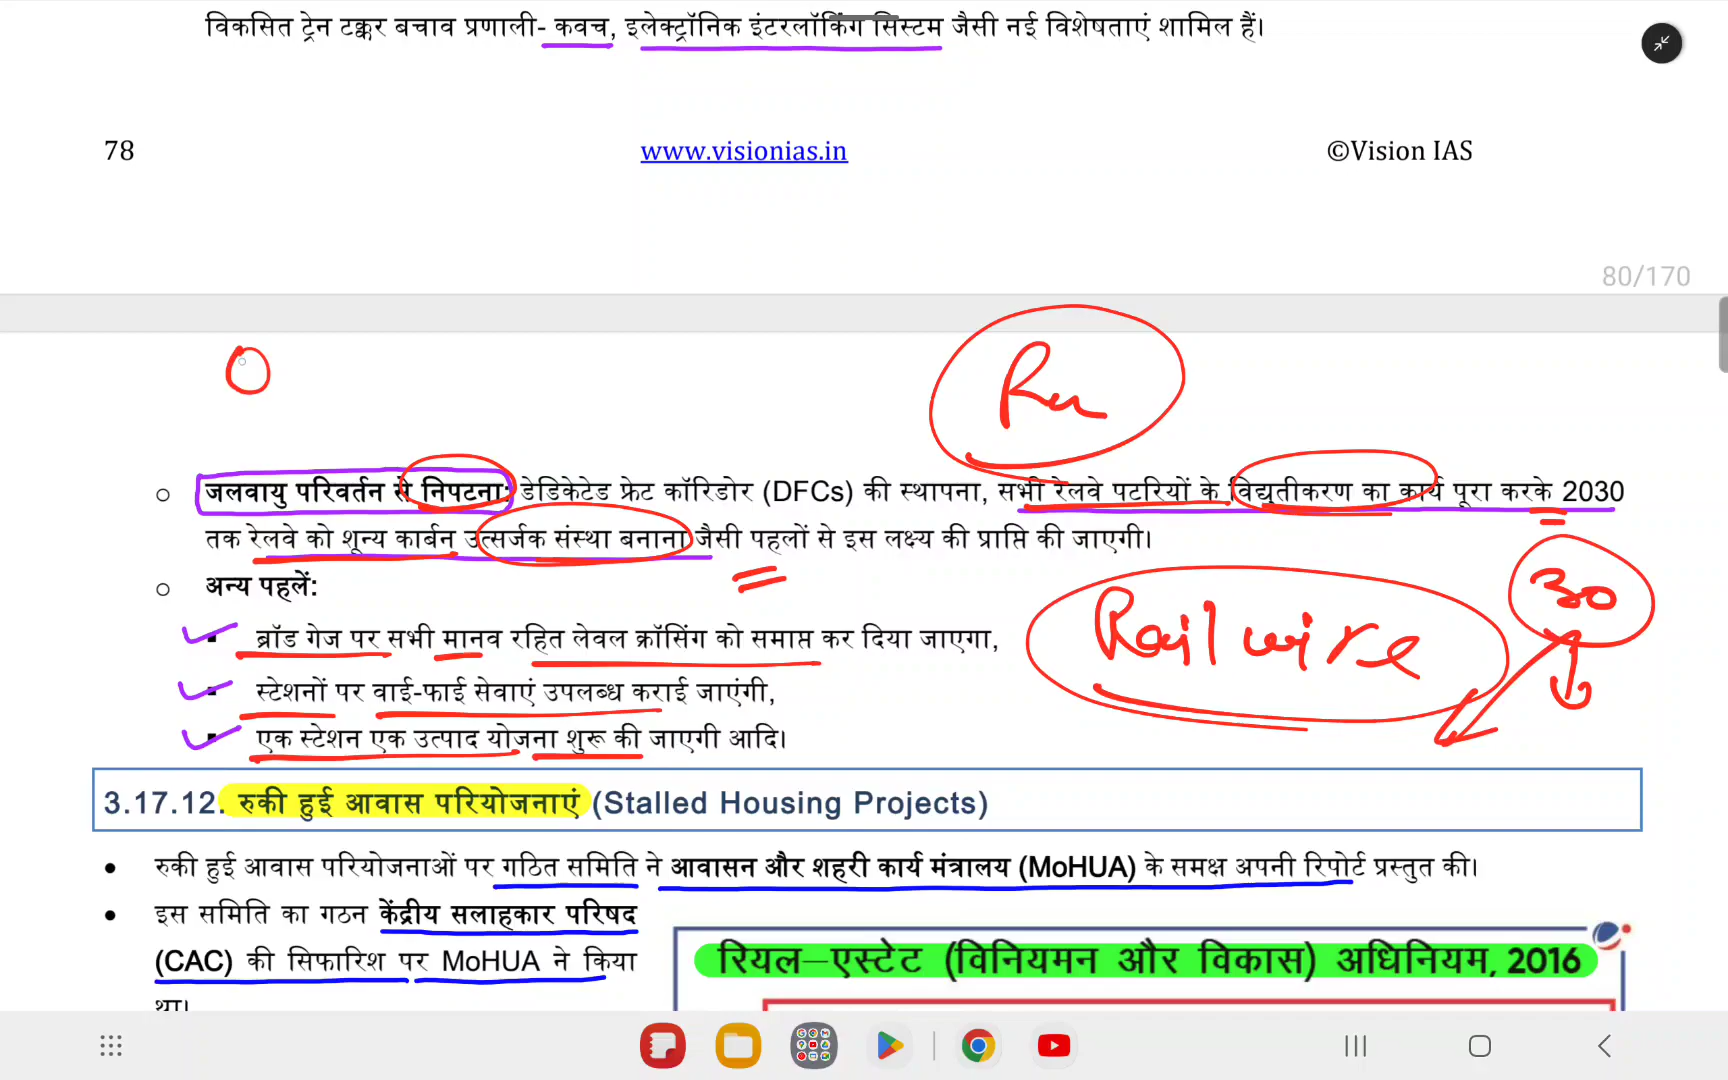 विकसित ट्रेन टक्कर बचाव प्रणाली- कवच, इलेक्ट्रॉनिक इंटरलॉकिंग सिस्टम जैसी नई विशेषताएं शामिल हैं।
78 www.visionias.in ©Vision IAS
80/170
○ जलवायु परिवर्तन से निपटना: डेडिकेटेड फ्रेट कॉरिडोर (DFCs) की स्थापना, सभी रेलवे पटरियों के विद्युतीकरण का कार्य पूरा करके 2030
तक रेलवे को शून्य कार्बन उत्सर्जक संस्था बनाना जैसी पहलों से इस लक्ष्य की प्राप्ति की जाएगी।
30
○ अन्य पहलें:
▪ ब्रॉड गेज पर सभी मानव रहित लेवल क्रॉसिंग को समाप्त कर दिया जाएगा,
Railwire
▪ स्टेशनों पर वाई-फाई सेवाएं उपलब्ध कराई जाएंगी,
▪ एक स्टेशन एक उत्पाद योजना शुरू की जाएगी आदि।
3.17.12. रुकी हुई आवास परियोजनाएं (Stalled Housing Projects)
● रुकी हुई आवास परियोजनाओं पर गठित समिति ने आवासन और शहरी कार्य मंत्रालय (MoHUA) के समक्ष अपनी रिपोर्ट प्रस्तुत की।
● इस समिति का गठन केंद्रीय सलाहकार परिषद
(CAC) की सिफारिश पर MoHUA ने किया
था।
रियल–एस्टेट (विनियमन और विकास) अधिनियम, 2016